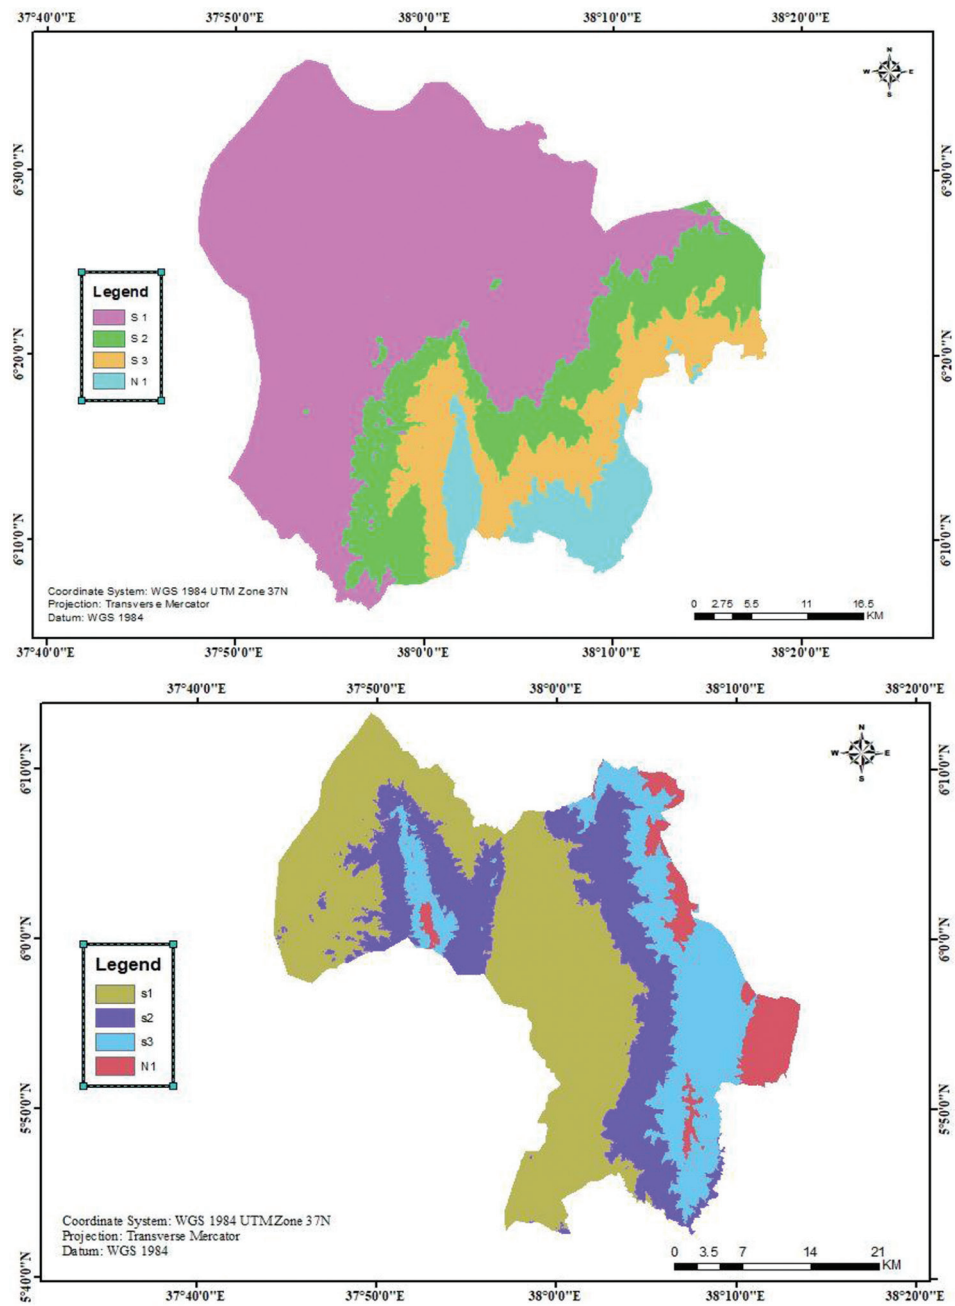 37°40'0"E 37°50'0"E 38°0'0"E 38°10'0"E 38°20'0"E
N
W E
S
6°30'0"N 6°30'0"N
Legend
S 1
S 2
S 3
N 1
6°20'0"N 6°20'0"N
6°10'0"N 6°10'0"N
Coordinate System: WGS 1984 UTM Zone 37N
Projection: Transverse Mercator
Datum: WGS 1984
0 2.75 5.5 11 16.5
KM
37°40'0"E 37°50'0"E 38°0'0"E 38°10'0"E 38°20'0"E
37°40'0"E 37°50'0"E 38°0'0"E 38°10'0"E 38°20'0"E
N
W E
S
6°10'0"N 6°10'0"N
6°0'0"N 6°0'0"N
Legend
s1
s2
s3
N1
5°50'0"N 5°50'0"N
Coordinate System: WGS 1984 UTMZone 37N
Projection: Transverse Mercator
Datum: WGS 1984
0 3.5 7 14 21
KM
5°40'0"N 5°40'0"N
37°40'0"E 37°50'0"E 38°0'0"E 38°10'0"E 38°20'0"E